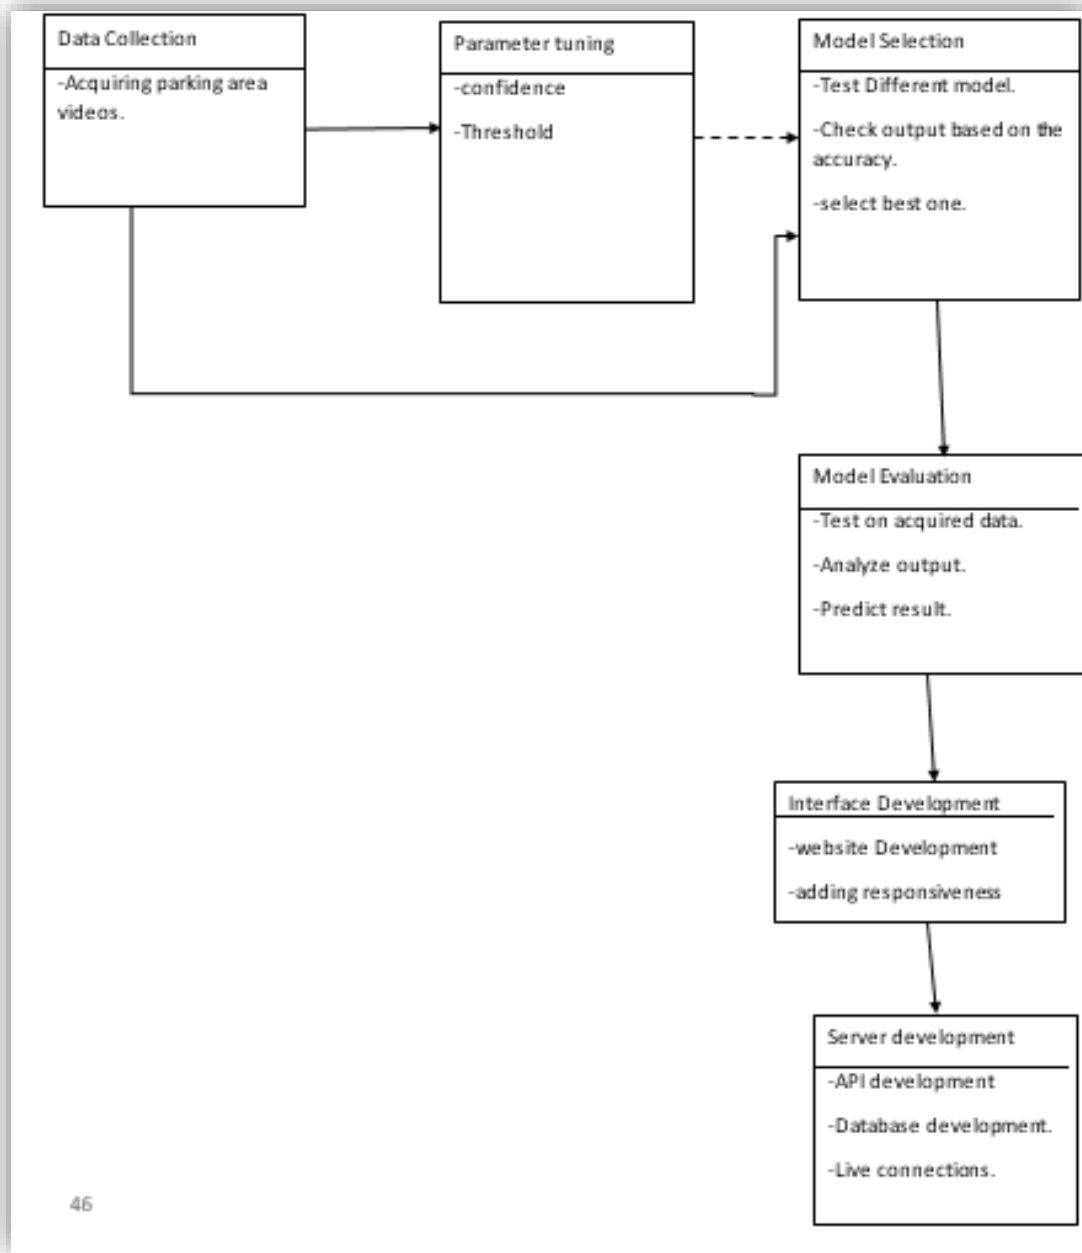 Data Collection
-Acquiring parking area
videos.
Parameter tuning
-confidence
-Threshold
Model Selection
-Test Different model.
-Check output based on the
accuracy.
-select best one.
Model Evaluation
-Test on acquired data.
-Analyze output.
-Predict result.
Interface Development
-website Development
-adding responsiveness
Server development
-API development
-Database development.
-Live connections.
46